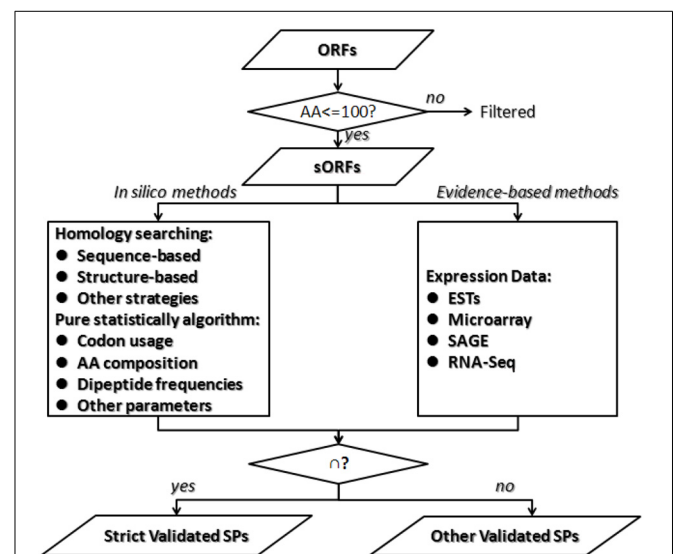 ORFs
AA<=100?
no
Filtered
yes
sORFs
In silico methods
Evidence-based methods
Homology searching:
● Sequence-based
● Structure-based
● Other strategies
Pure statistically algorithm:
● Codon usage
● AA composition
● Dipeptide frequencies
● Other parameters
Expression Data:
● ESTs
● Microarray
● SAGE
● RNA-Seq
∩?
yes
no
Strict Validated SPs
Other Validated SPs